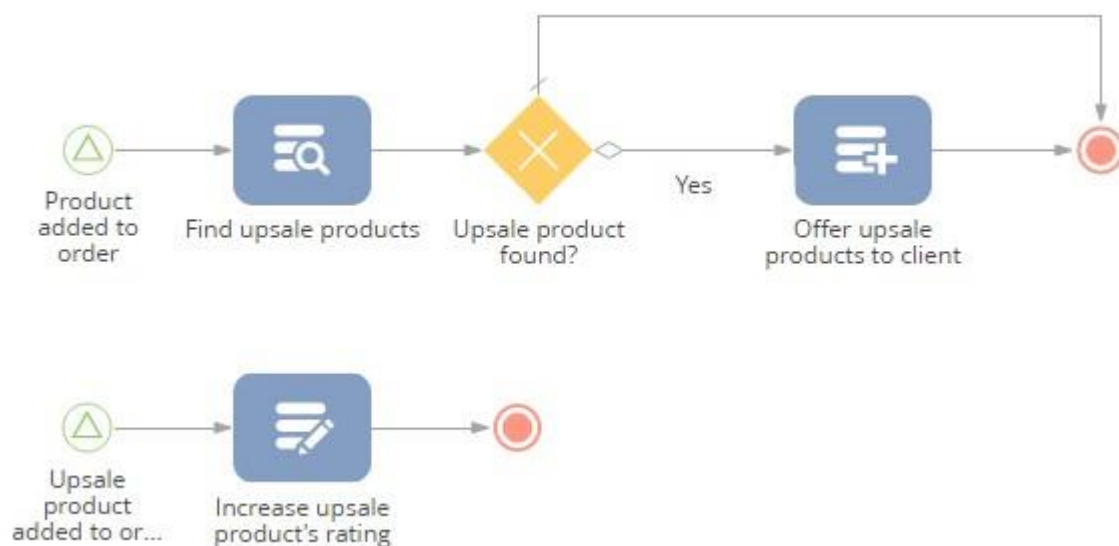 Product
added to
order
Find upsale products
Upsale product
found?
Yes
Offer upsale
products to client
Upsale
product
added to or...
Increase upsale
product's rating